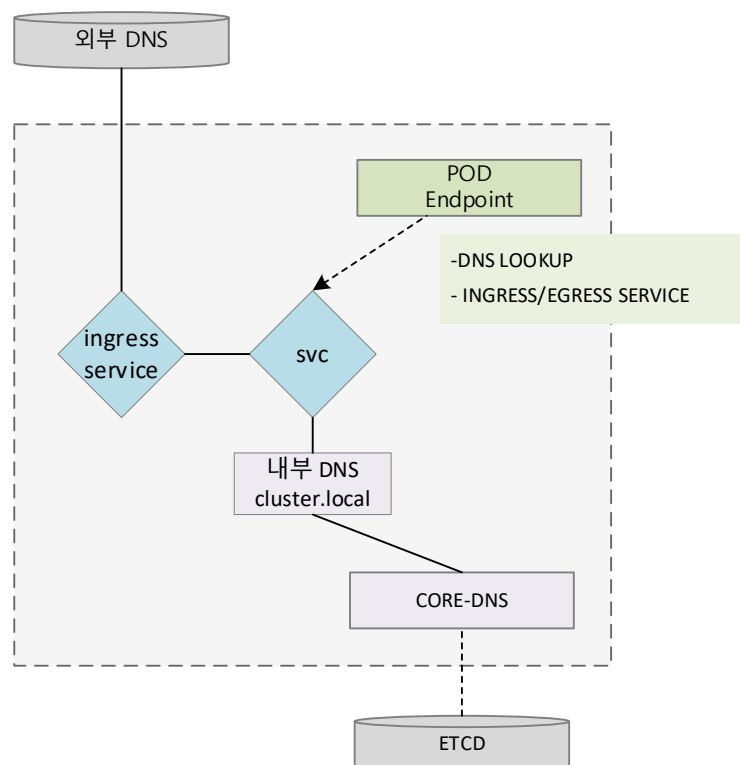 외부 DNS
POD
Endpoint
-DNS LOOKUP
- INGRESS/EGRESS SERVICE
ingress
service
svc
내부 DNS
cluster.local
CORE-DNS
ETCD